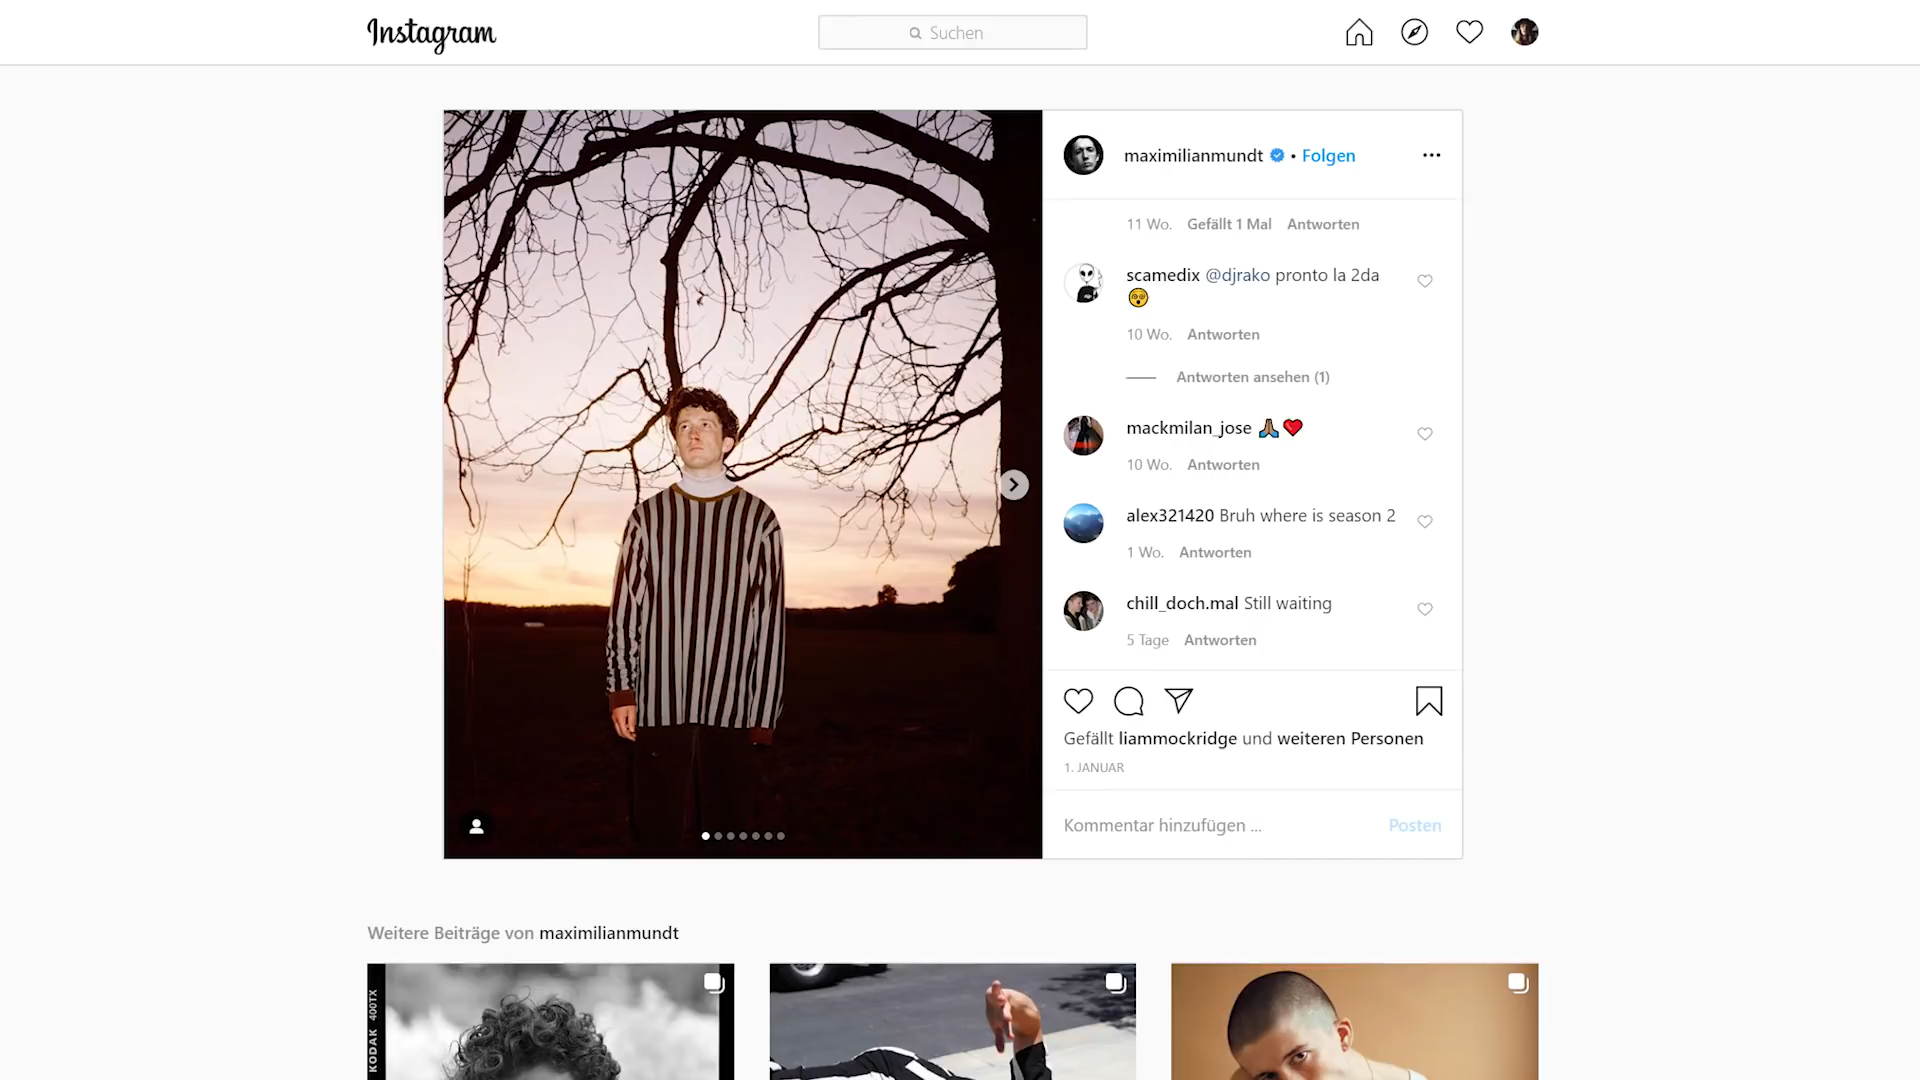 Instagram
Suchen
maximilianmundt • Folgen
11 Wo. Gefällt 1 Mal Antworten
scamedix @djrako pronto la 2da
😵
10 Wo. Antworten
Antworten ansehen (1)
mackmilan_jose 🙏🏾❤️
10 Wo. Antworten
alex321420 Bruh where is season 2
1 Wo. Antworten
chill_doch.mal Still waiting
5 Tage Antworten
Gefällt liammockridge und weiteren Personen
1. JANUAR
Kommentar hinzufügen ... Posten
Weitere Beiträge von maximilianmundt
KODAK 400TX